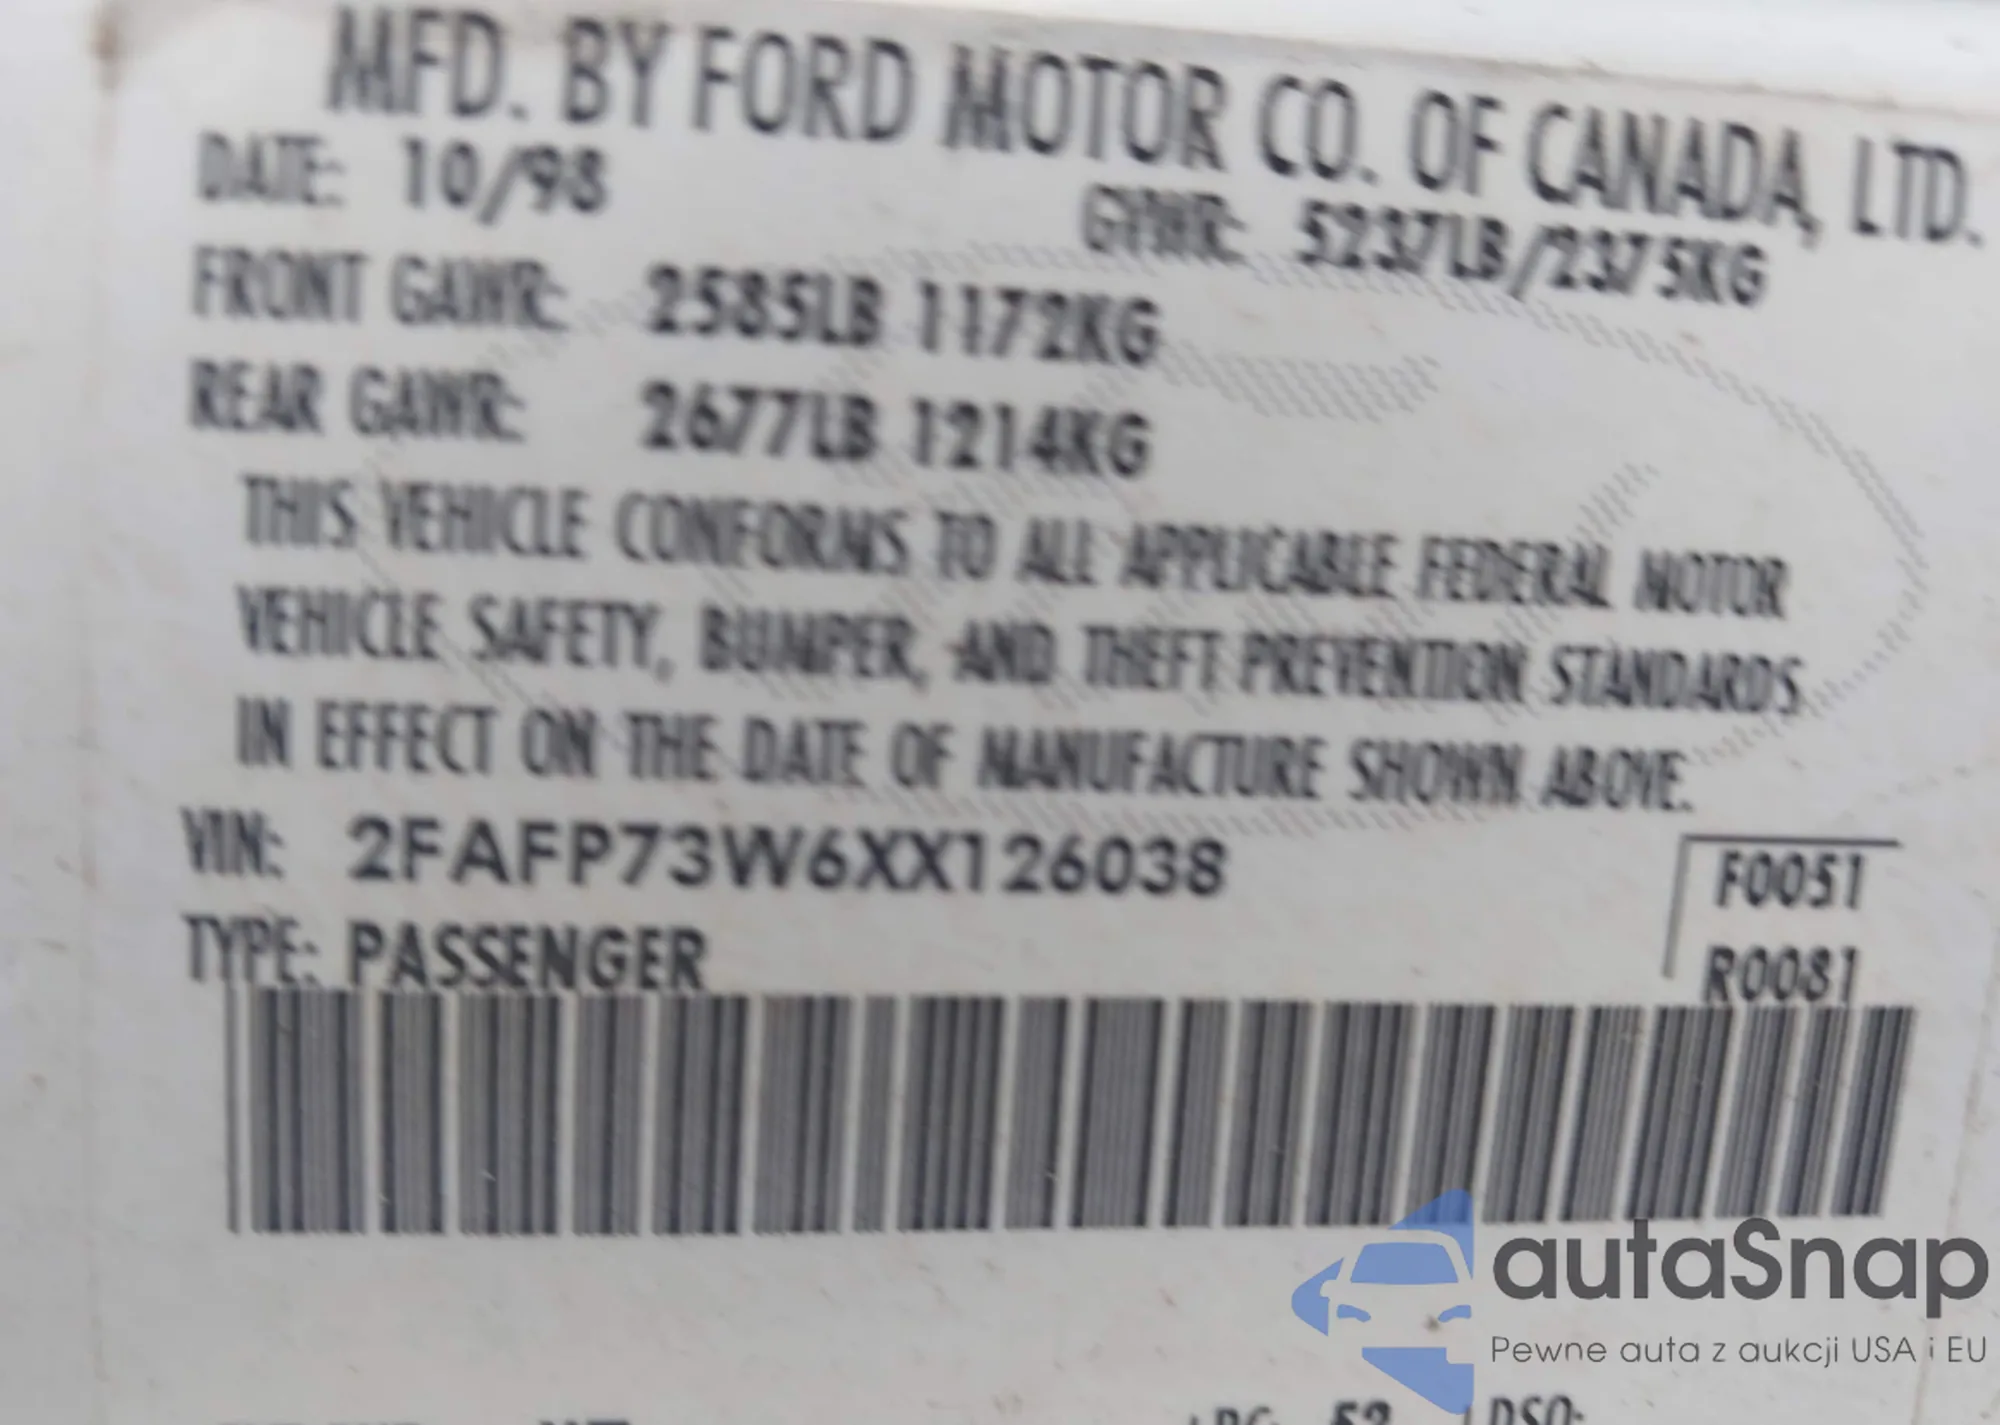 MFD. BY FORD MOTOR CO. OF CANADA, LTD.
DATE: 10/98
GVWR: 5237LB/2375KG
FRONT GAWR: 2585LB 1172KG
REAR GAWR: 2677LB 1214KG
THIS VEHICLE CONFORMS TO ALL APPLICABLE FEDERAL MOTOR
VEHICLE SAFETY, BUMPER, AND THEFT PREVENTION STANDARDS
IN EFFECT ON THE DATE OF MANUFACTURE SHOWN ABOVE.
VIN: 2FAFP73W6XX126038
F0051
TYPE: PASSENGER
R0081
autaSnap
Pewne auta z aukcji USA i EU
DSO: